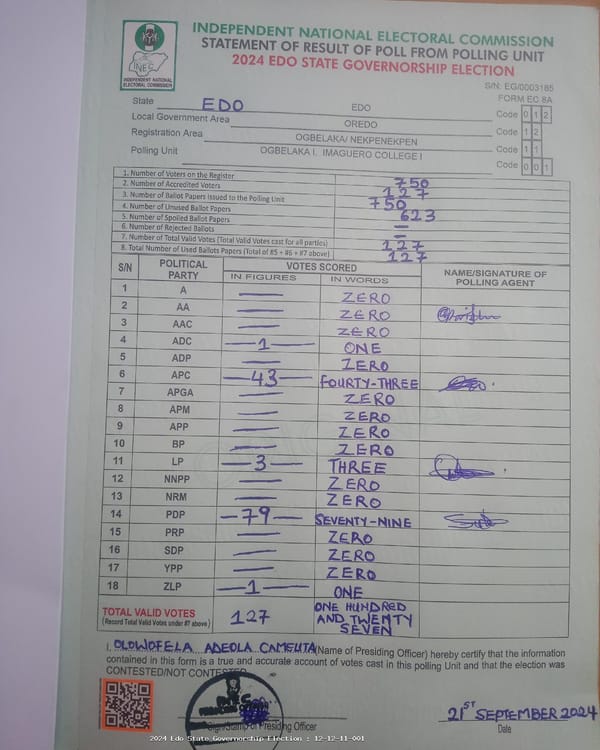 INDEPENDENT NATIONAL ELECTORAL COMMISSION
STATEMENT OF RESULT OF POLL FROM POLLING UNIT
2024 EDO STATE GOVERNORSHIP ELECTION
INEC
INDEPENDENT NATIONAL ELECTORAL COMMISSION
S/N: EG/0003185
FORM EC 8A
State EDO EDO Code 0 1 2
Local Government Area OREDO Code 1 2
Registration Area OGBELAKA/ NEKPENEKPEN Code 1 1
Polling Unit OGBELAKA I. IMAGUERO COLLEGE I Code 0 0 1
1. Number of Voters on the Register 750
2. Number of Accredited Voters 127
3. Number of Ballot Papers Issued to the Polling Unit 750
4. Number of Unused Ballot Papers 623
5. Number of Spoiled Ballot Papers —
6. Number of Rejected Ballots —
7. Number of Total Valid Votes (Total Valid Votes cast for all parties) 127
8. Total Number of Used Ballots Papers (Total of #5 + #6 + #7 above) 127
S/N POLITICAL PARTY VOTES SCORED NAME/SIGNATURE OF POLLING AGENT
IN FIGURES IN WORDS
1 A — ZERO
2 AA — ZERO
3 AAC — ZERO
4 ADC —1— ONE
5 ADP — ZERO
6 APC —43— FOURTY-THREE
7 APGA — ZERO
8 APM — ZERO
9 APP — ZERO
10 BP — ZERO
11 LP —3— THREE
12 NNPP — ZERO
13 NRM — ZERO
14 PDP —79— SEVENTY-NINE
15 PRP — ZERO
16 SDP — ZERO
17 YPP — ZERO
18 ZLP —1— ONE
TOTAL VALID VOTES
(Record Total Valid Votes under #7 above) 127 ONE HUNDRED AND TWENTY SEVEN
I, OLOWOFELA ADEOLA CAMELITA (Name of Presiding Officer) hereby certify that the information
contained in this form is a true and accurate account of votes cast in this polling Unit and that the election was
CONTESTED/NOT CONTESTED
Sign/Stamp of Presiding Officer
21ST SEPTEMBER 2024
Date
2024 Edo State Governorship Election : 12-12-11-001